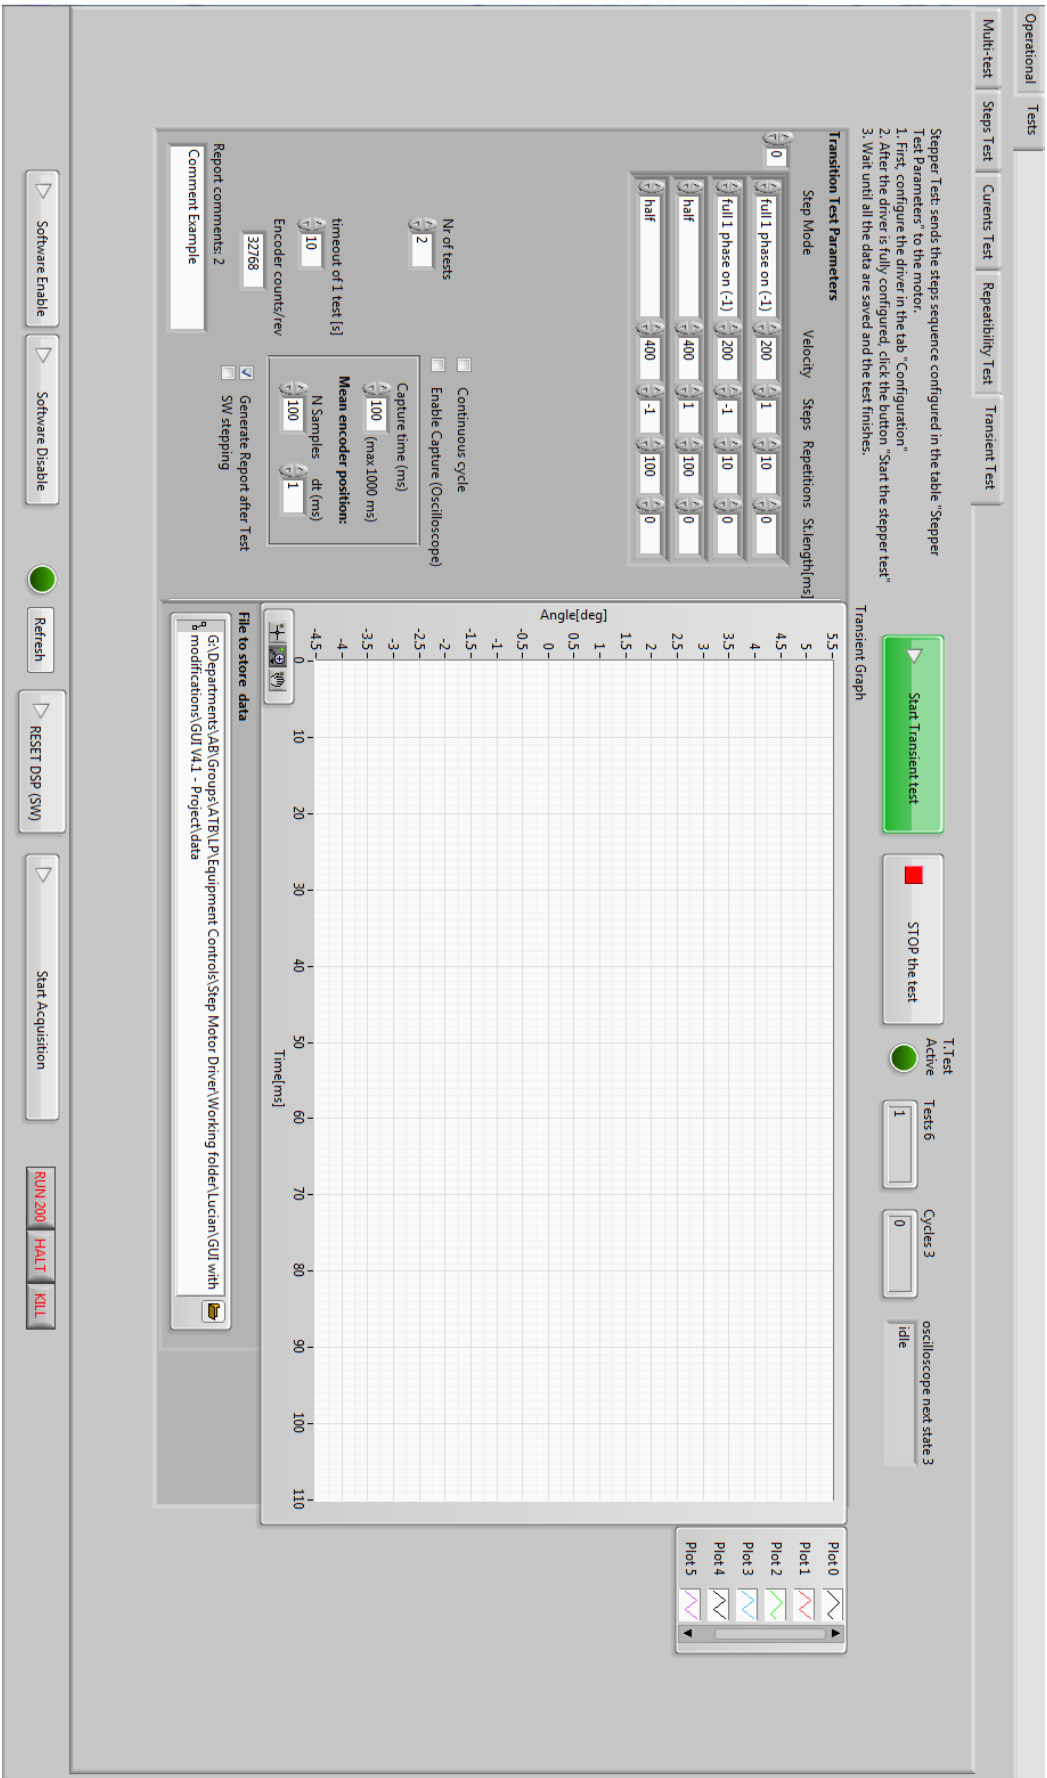 Operational Tests
Multi-test Steps Test Curents Test Repeatibility Test Transient Test
Stepper Test: sends the steps sequence configured in the table "Stepper
Test Parameters" to the motor.
1. First, configure the driver in the tab "Configuration"
2. After the driver is fully configured, click the button "Start the stepper test"
3. Wait until all the data are saved and the test finishes.
Start Transient test
STOP the test
T.Test
Active
Tests 6
1
Cycles 3
0
oscilloscope next state 3
idle
Transition Test Parameters
Step Mode Velocity Steps Repetitions St.length[ms]
0
full 1 phase on (-1) 200 1 10 0
full 1 phase on (-1) 200 -1 10 0
half 400 1 100 0
half 400 -1 100 0
Nr of tests
2
timeout of 1 test [s]
10
Encoder counts/rev
32768
Report comments: 2
Comment Example
Continuous cycle
Enable Capture (Oscilloscope)
Capture time (ms)
100 (max 1000 ms)
Mean encoder position:
N Samples dt (ms)
100 1
Generate Report after Test
SW stepping
Transient Graph
Angle[deg]
5.5
5
4.5
4
3.5
3
2.5
2
1.5
1
0.5
0
-0.5
-1
-1.5
-2
-2.5
-3
-3.5
-4
-4.5
0 10 20 30 40 50 60 70 80 90 100 110
Time[ms]
Plot 0
Plot 1
Plot 2
Plot 3
Plot 4
Plot 5
File to store data
G:\Departments\AB\Groups\ATB\LP\Equipment Controls\Step Motor Driver\Working folder\Lucian\GUI with
modifications\GUI V4.1 - Project\data
Software Enable Software Disable Refresh RESET DSP (SW) Start Acquisition RUN 200 HALT KILL